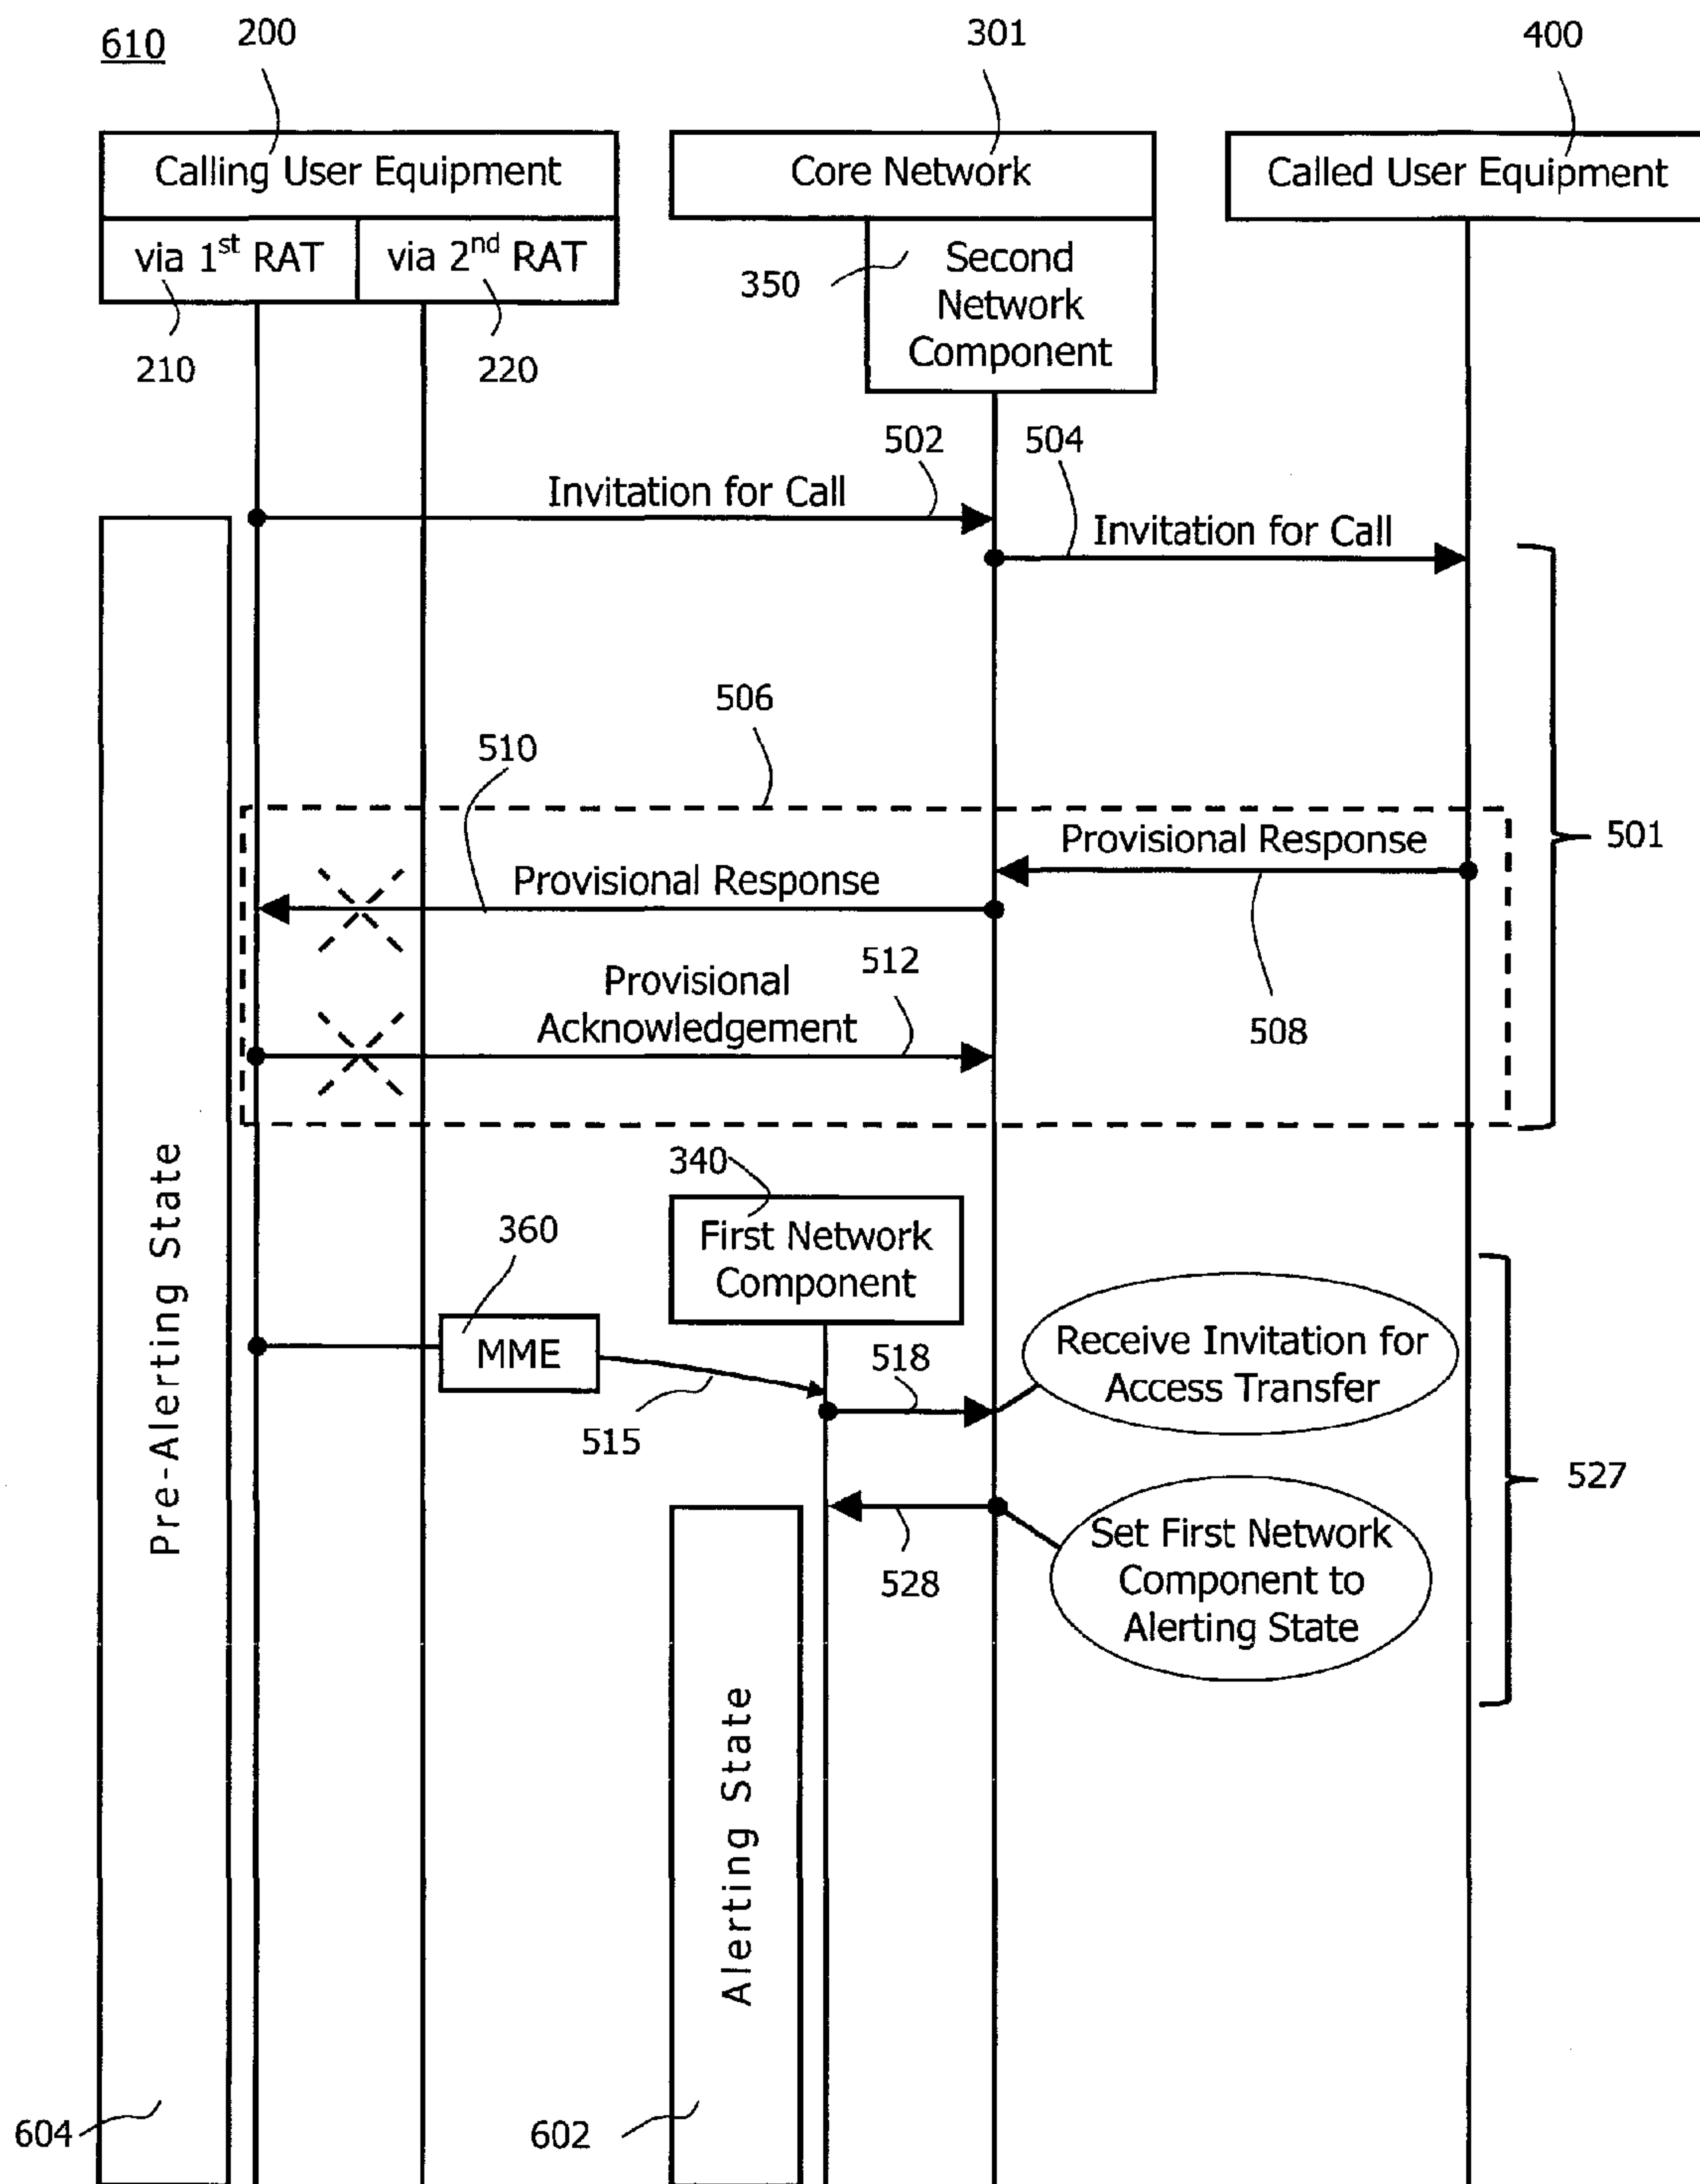 610
200
301
400
Calling User Equipment
Core Network
Called User Equipment
via 1st RAT
via 2nd RAT
350
Second
Network
Component
210
220
502
504
Invitation for Call
Invitation for Call
506
510
Provisional Response
501
Provisional Response
512
Provisional
Acknowledgement
508
340
First Network
Component
360
MME
518
Receive Invitation for
Access Transfer
515
527
528
Set First Network
Component to
Alerting State
Pre-Alerting State
Alerting State
604
602